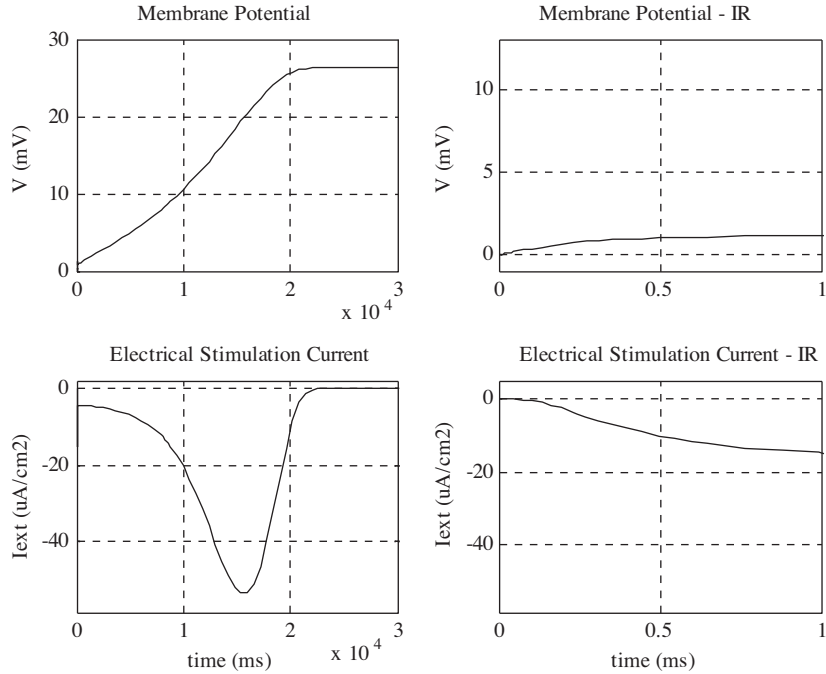 Membrane Potential
30
20
10
0
V (mV)
0 1 2 3
x 10 4
Membrane Potential - IR
10
5
0
V (mV)
0 0.5 1
Electrical Stimulation Current
0
-20
-40
Iext (uA/cm2)
0 1 2 3
time (ms) x 10 4
Electrical Stimulation Current - IR
0
-20
-40
Iext (uA/cm2)
0 0.5 1
time (ms)